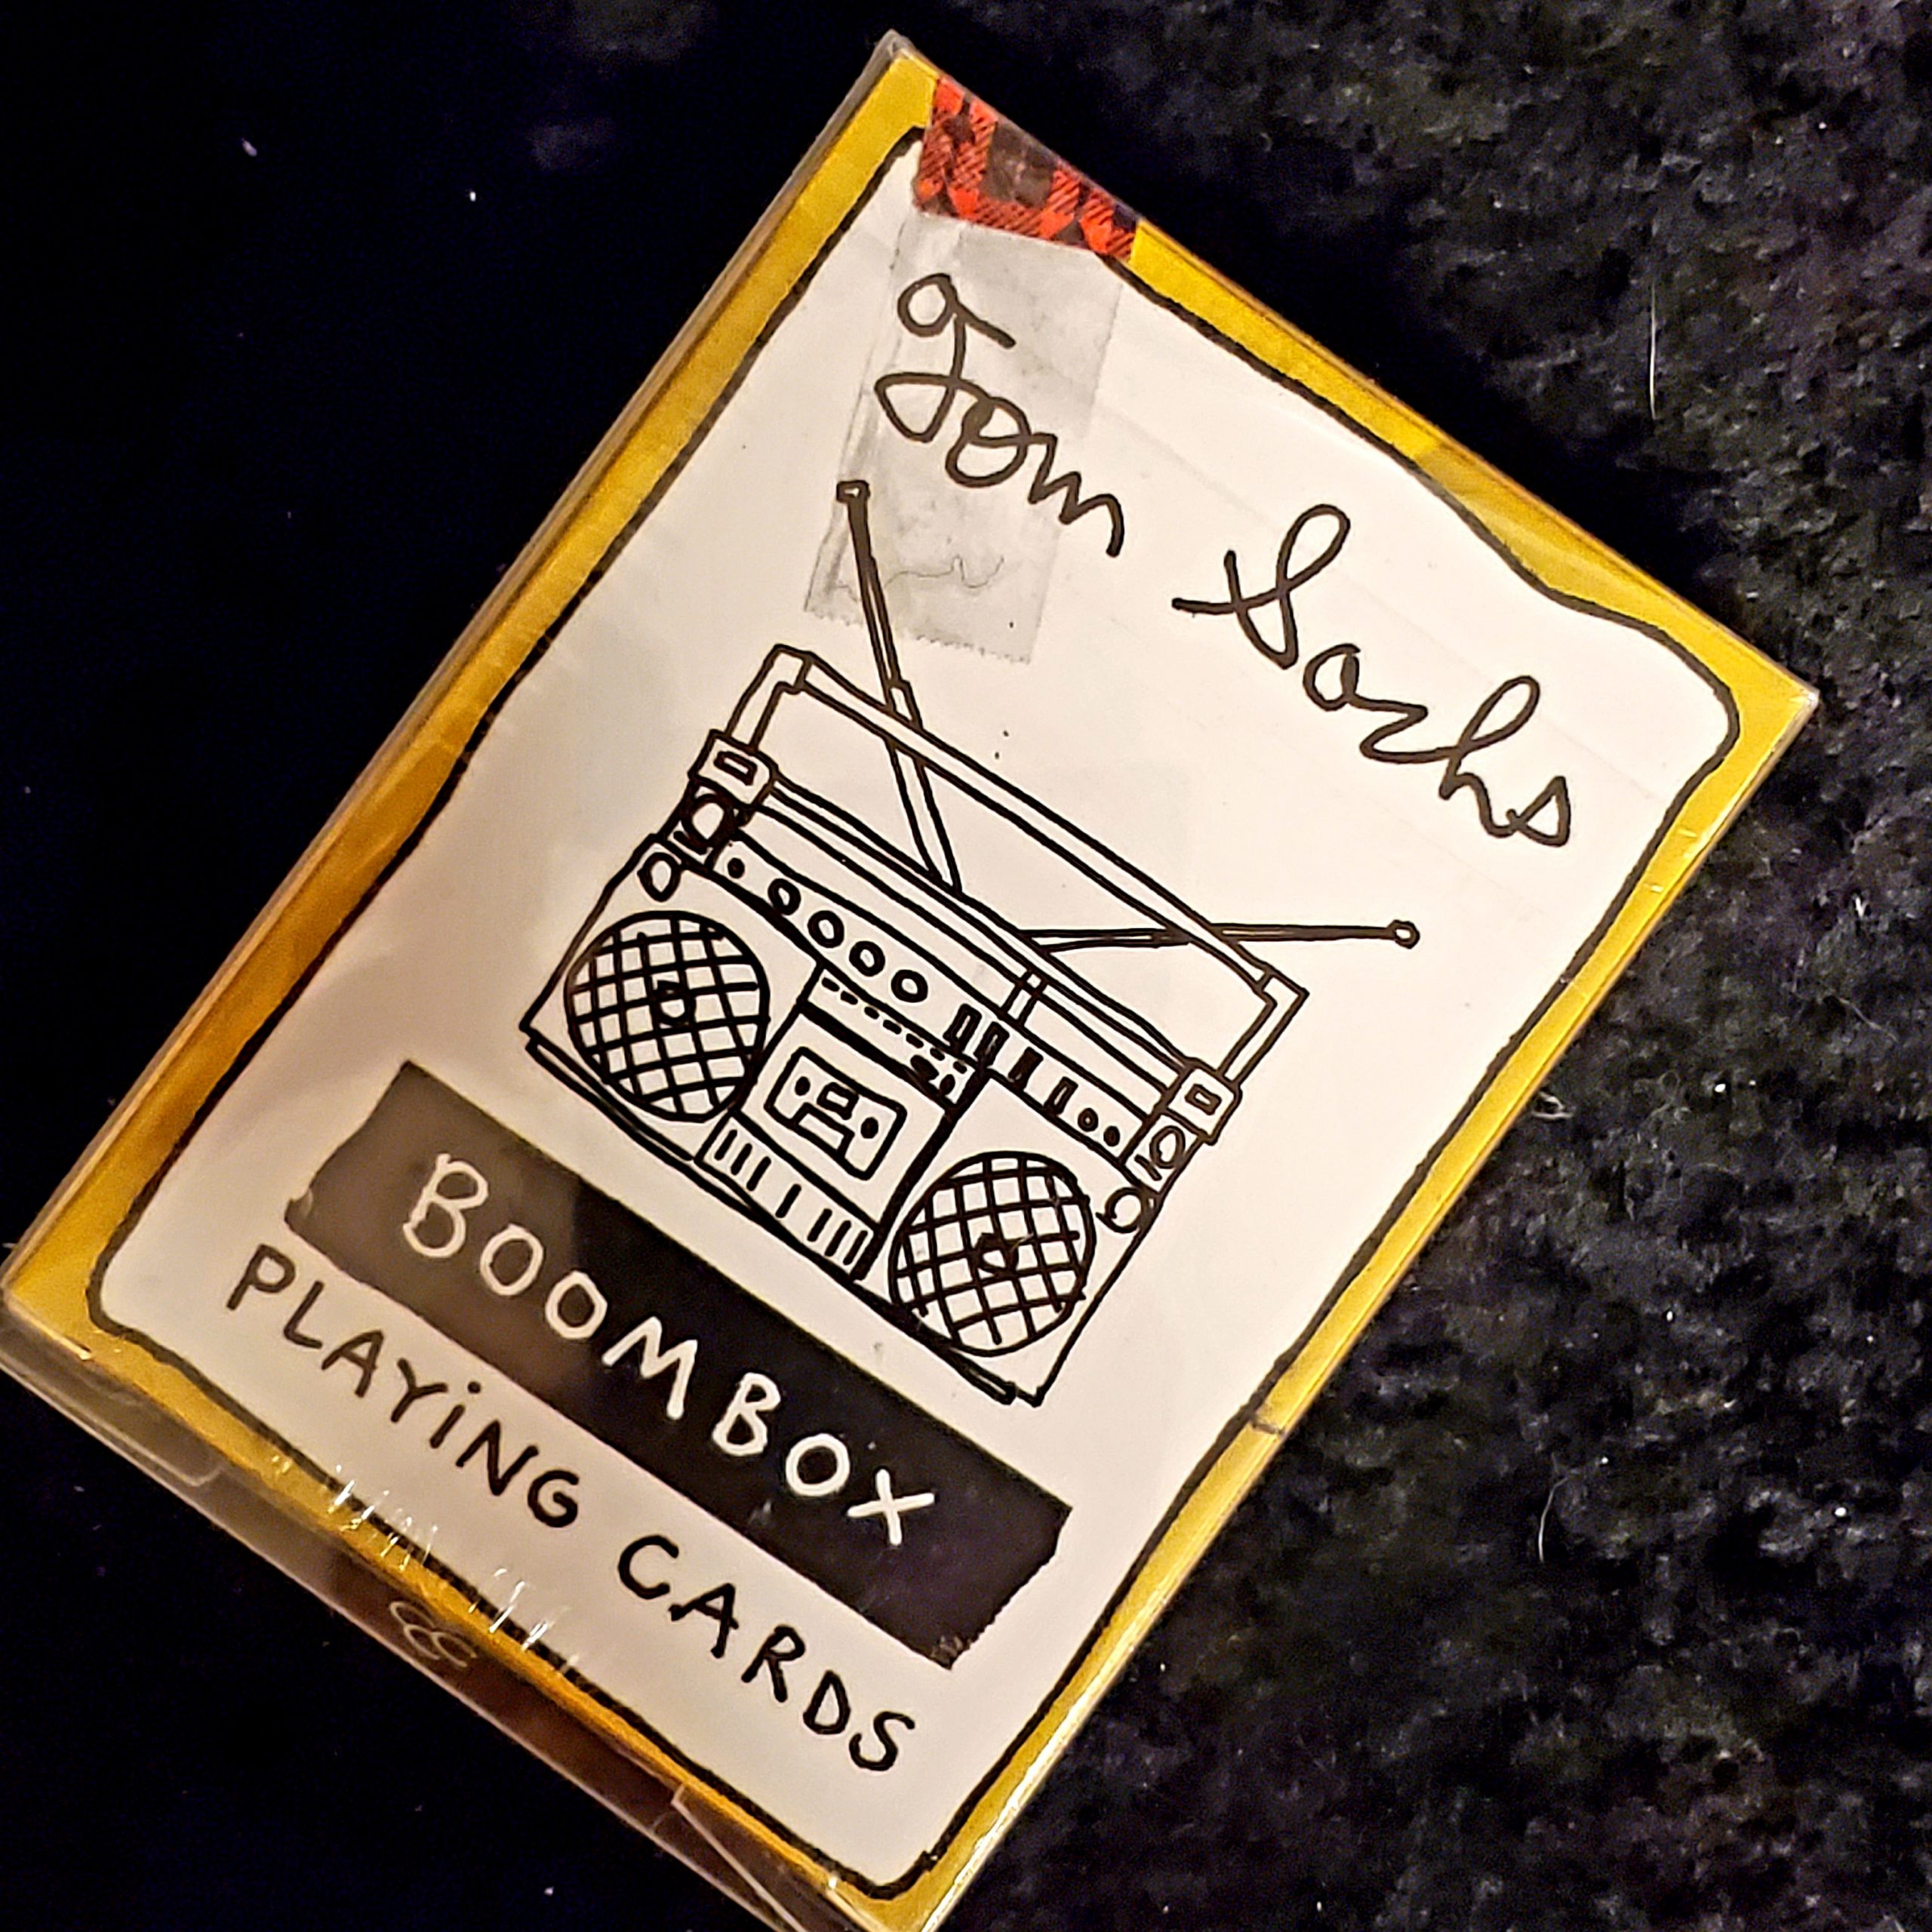 Tom Sachs
BOOMBOX
PLAYiNG CARDS